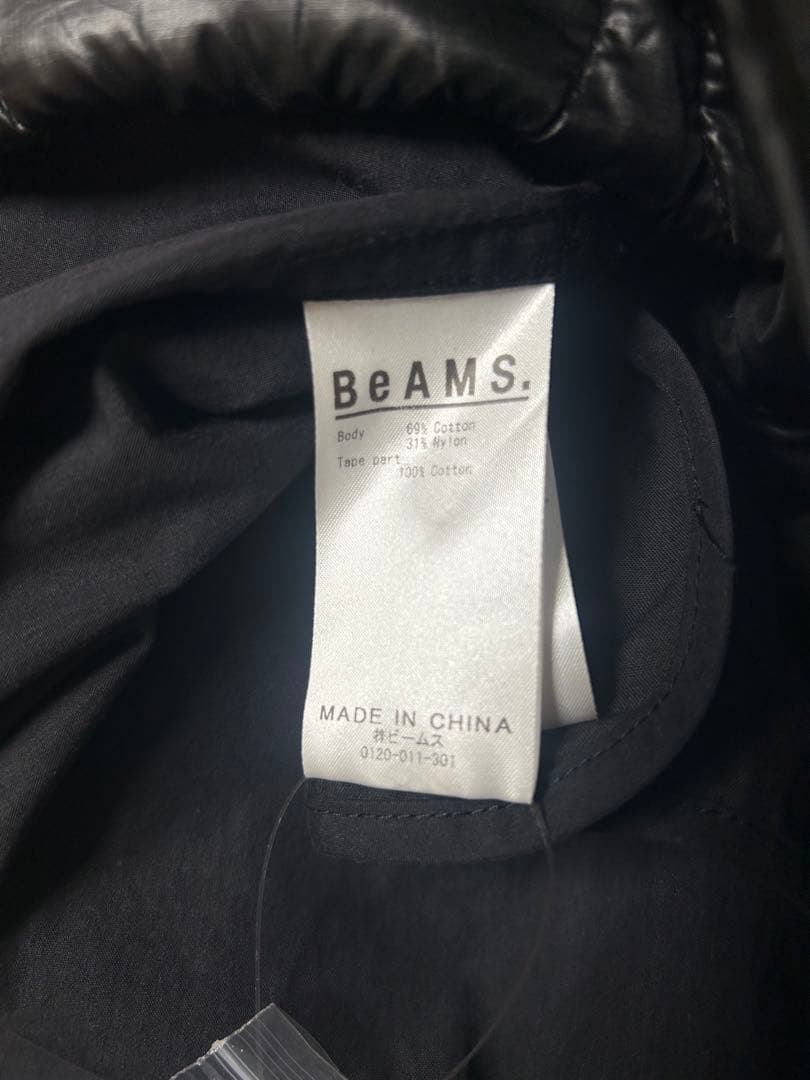 BeAMS.
Body 69% Cotton
31% Nylon
Tape part
100% Cotton
MADE IN CHINA
㈱ビームス
0120-011-301